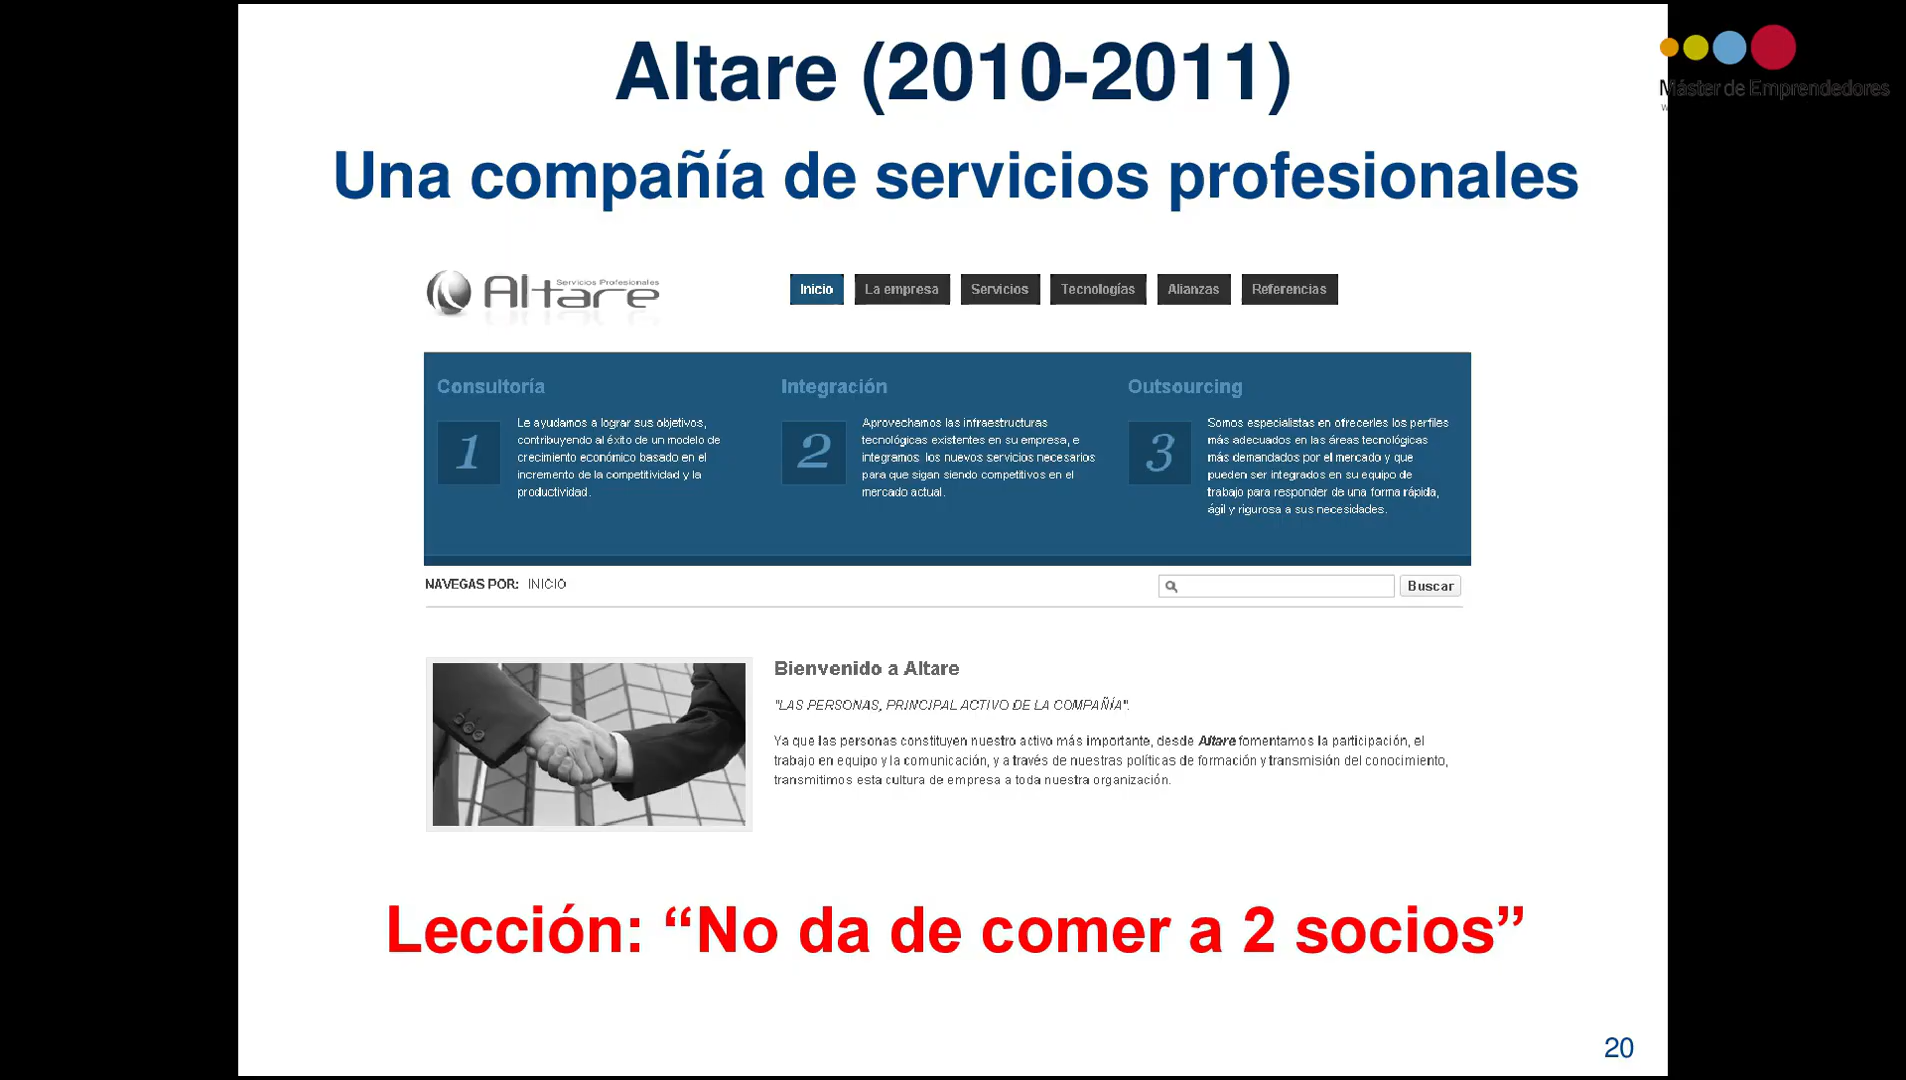 Altare (2010-2011)
Máster de Emprendedores
Una compañía de servicios profesionales
Servicios Profesionales
Altare
Inicio
La empresa
Servicios
Tecnologías
Alianzas
Referencias
Consultoría
1
Le ayudamos a lograr sus objetivos,
contribuyendo al éxito de un modelo de
crecimiento económico basado en el
incremento de la competitividad y la
productividad.
Integración
2
Aprovechamos las infraestructuras
tecnológicas existentes en su empresa, e
integramos los nuevos servicios necesarios
para que sigan siendo competitivos en el
mercado actual.
Outsourcing
3
Somos especialistas en ofrecerles los perfiles
más adecuados en las áreas tecnológicas
más demandados por el mercado y que
pueden ser integrados en su equipo de
trabajo para responder de una forma rápida,
ágil y rigurosa a sus necesidades.
NAVEGAS POR: INICIO
Buscar
Bienvenido a Altare
"LAS PERSONAS, PRINCIPAL ACTIVO DE LA COMPAÑÍA".
Ya que las personas constituyen nuestro activo más importante, desde Altare fomentamos la participación, el
trabajo en equipo y la comunicación, y a través de nuestras políticas de formación y transmisión del conocimiento,
transmitimos esta cultura de empresa a toda nuestra organización.
Lección: “No da de comer a 2 socios”
20